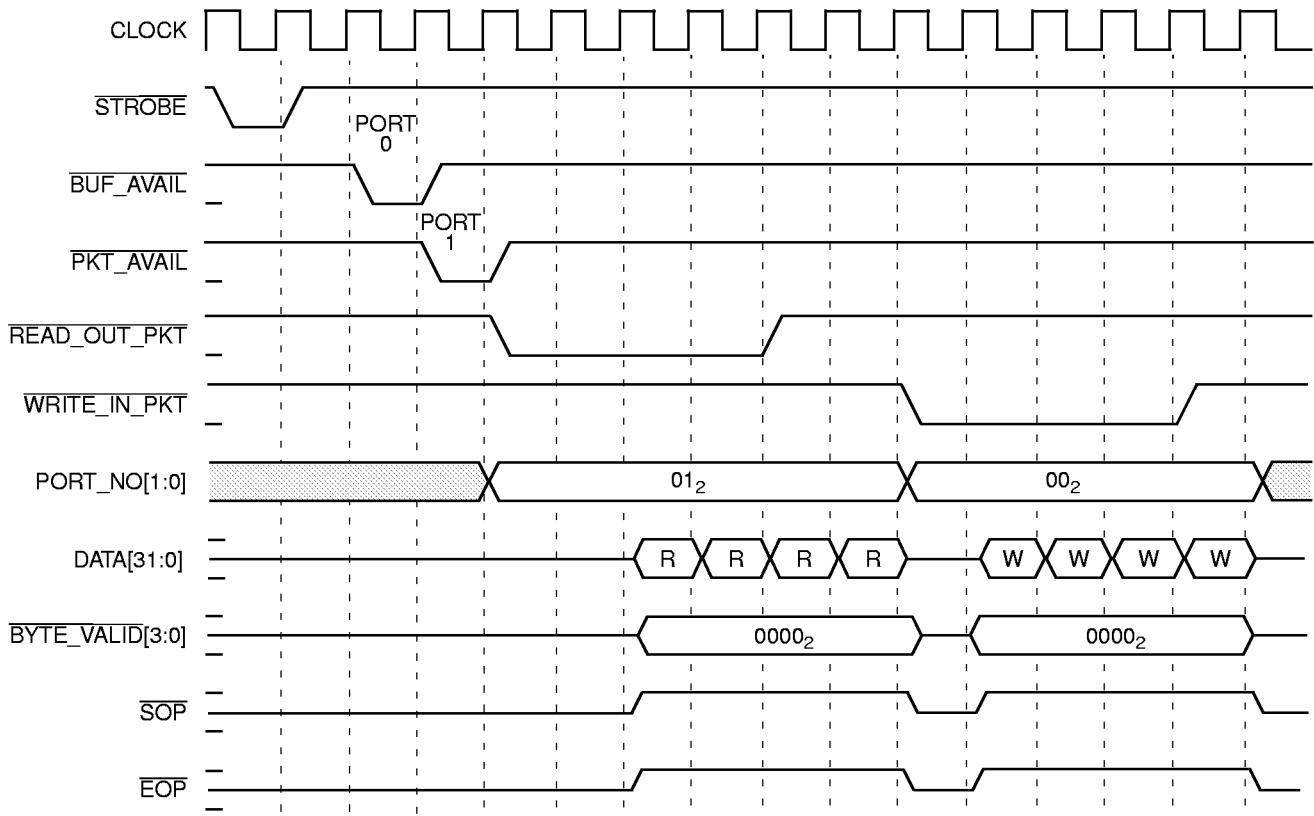 CLOCK
STROBE
PORT
0
BUF_AVAIL
PORT
1
PKT_AVAIL
READ_OUT_PKT
WRITE_IN_PKT
PORT_NO[1:0] 01₂ 00₂
DATA[31:0] R R R R W W W W
BYTE_VALID[3:0] 0000₂ 0000₂
SOP
EOP